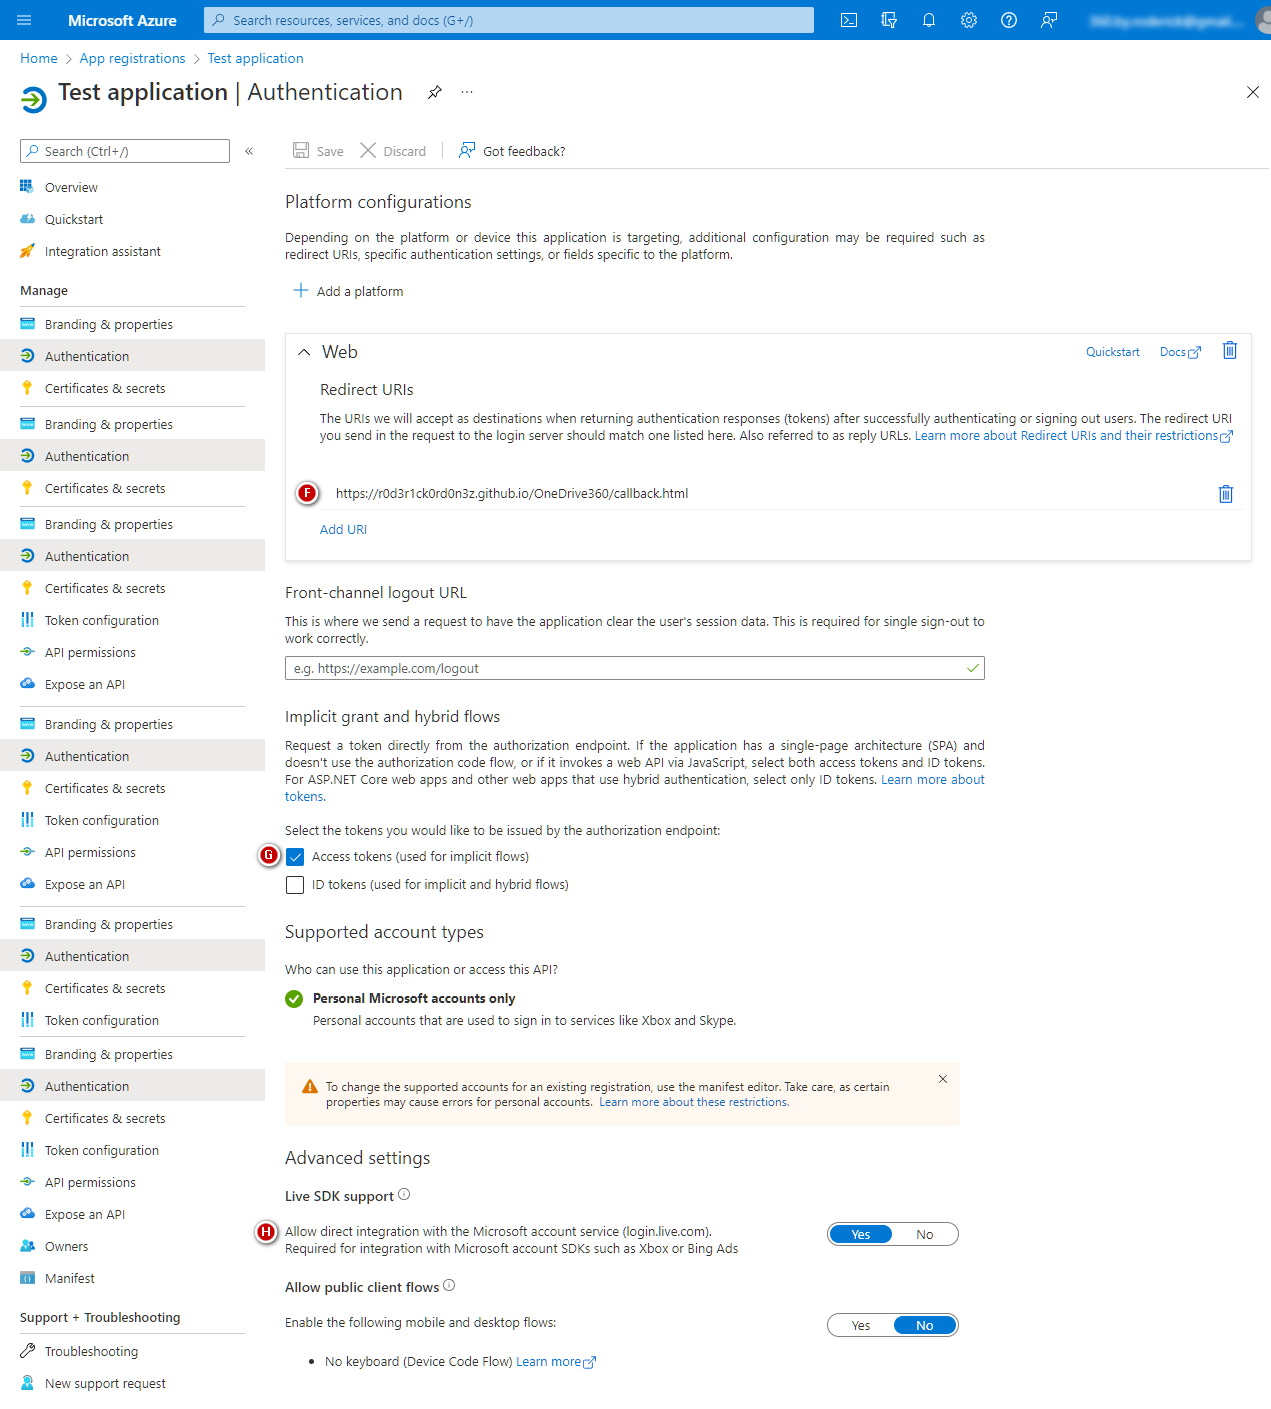 Microsoft Azure
Search resources, services, and docs (G+/)
Home > App registrations > Test application
Test application | Authentication
Search (Ctrl+/)
«
Overview
Quickstart
Integration assistant
Manage
Branding & properties
Authentication
Certificates & secrets
Branding & properties
Authentication
Certificates & secrets
Branding & properties
Authentication
Certificates & secrets
Token configuration
API permissions
Expose an API
Branding & properties
Authentication
Certificates & secrets
Token configuration
API permissions
Expose an API
Branding & properties
Authentication
Certificates & secrets
Token configuration
Branding & properties
Authentication
Certificates & secrets
Token configuration
API permissions
Expose an API
Owners
Manifest
Support + Troubleshooting
Troubleshooting
New support request
Save Discard Got feedback?
Platform configurations
Depending on the platform or device this application is targeting, additional configuration may be required such as
redirect URIs, specific authentication settings, or fields specific to the platform.
Add a platform
Web Quickstart Docs
Redirect URIs
The URIs we will accept as destinations when returning authentication responses (tokens) after successfully authenticating or signing out users. The redirect URI
you send in the request to the login server should match one listed here. Also referred to as reply URLs. Learn more about Redirect URIs and their restrictions
F https://r0d3r1ck0rd0n3z.github.io/OneDrive360/callback.html
Add URI
Front-channel logout URL
This is where we send a request to have the application clear the user's session data. This is required for single sign-out to
work correctly.
e.g. https://example.com/logout
Implicit grant and hybrid flows
Request a token directly from the authorization endpoint. If the application has a single-page architecture (SPA) and
doesn't use the authorization code flow, or if it invokes a web API via JavaScript, select both access tokens and ID tokens.
For ASP.NET Core web apps and other web apps that use hybrid authentication, select only ID tokens. Learn more about
tokens.
Select the tokens you would like to be issued by the authorization endpoint:
G Access tokens (used for implicit flows)
ID tokens (used for implicit and hybrid flows)
Supported account types
Who can use this application or access this API?
Personal Microsoft accounts only
Personal accounts that are used to sign in to services like Xbox and Skype.
To change the supported accounts for an existing registration, use the manifest editor. Take care, as certain
properties may cause errors for personal accounts. Learn more about these restrictions.
Advanced settings
Live SDK support
H Allow direct integration with the Microsoft account service (login.live.com). Yes No
Required for integration with Microsoft account SDKs such as Xbox or Bing Ads
Allow public client flows
Enable the following mobile and desktop flows: Yes No
• No keyboard (Device Code Flow) Learn more